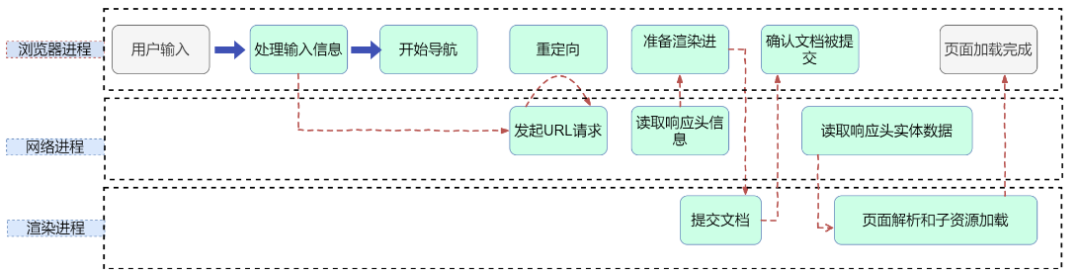 浏览器进程
用户输入
处理输入信息
开始导航
重定向
准备渲染进
确认文档被提
交
页面加载完成
网络进程
发起URL请求
读取响应头信
息
读取响应头实体数据
渲染进程
提交文档
页面解析和子资源加载